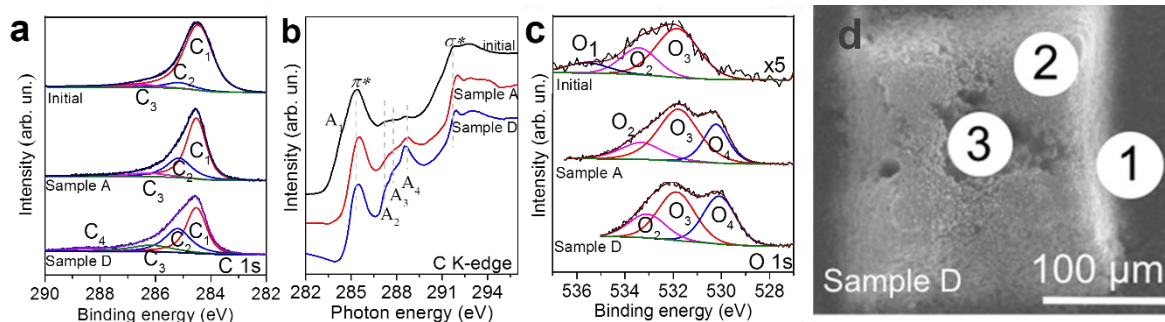 a
Intensity (arb. un.)
C1
C2
C3
Initial
C1
C2
C3
Sample A
C4
C1
C2
C3
Sample D
C 1s
290 288 286 284 282
Binding energy (eV)
b
Intensity (arb. un.)
σ*
initial
π*
Sample A
A1
Sample D
A4
A3
A2
C K-edge
282 285 288 291 294
Photon energy (eV)
c
Intensity (arb. un.)
O1
O2
O3
x5
Initial
O2
O3
O4
Sample A
O2
O3
O4
Sample D
O 1s
536 534 532 530 528
Binding energy (eV)
d
2
3
1
Sample D
100 µm